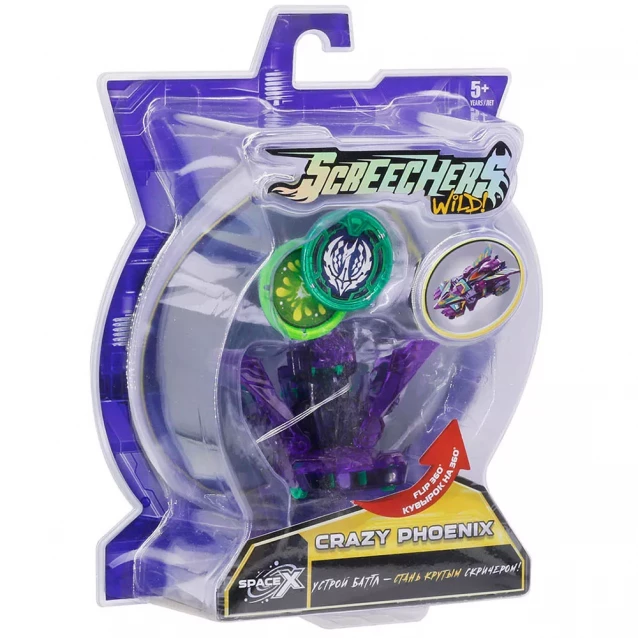 5+
YEARS/ЛЕТ
SCREECHERS
WILD!
FLIP 360°
КУВЫРОК НА 360°
CRAZY PHOENIX
SPACE X
УСТРОЙ БАТТЛ – СТАНЬ КРУТЫМ СКРИЧЕРОМ!